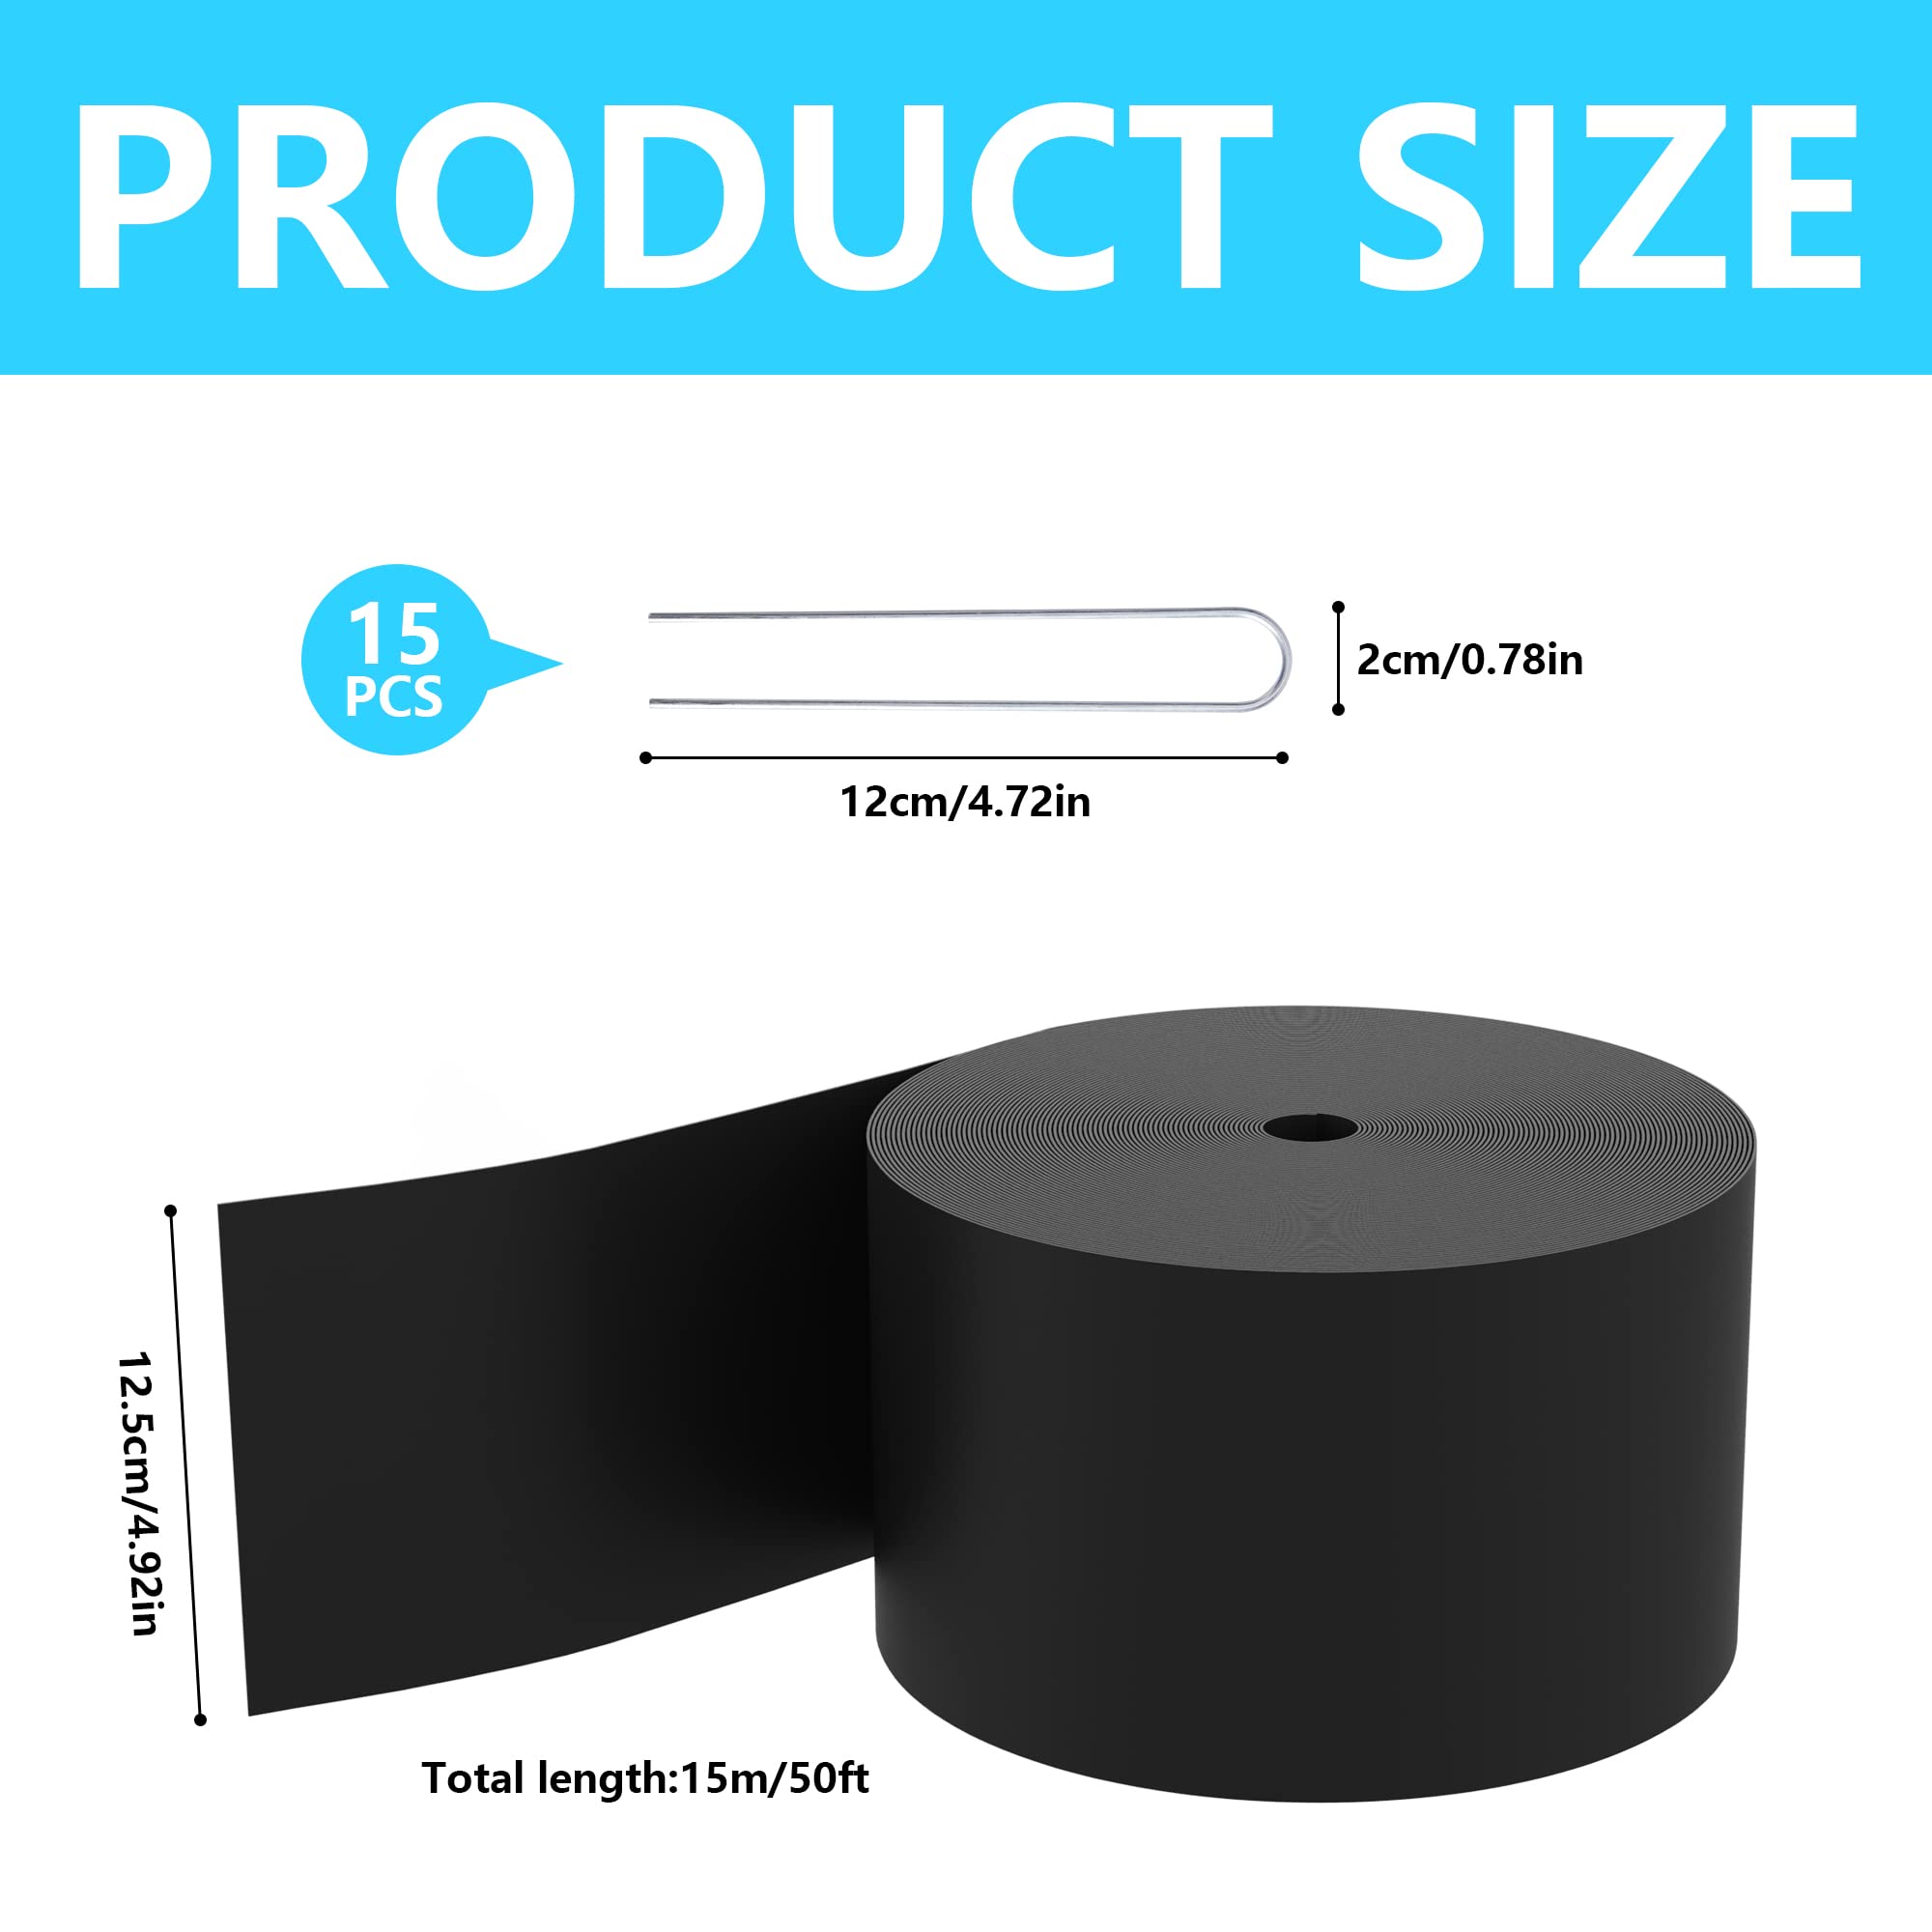 PRODUCT SIZE
15
PCS
2cm/0.78in
12cm/4.72in
12.5cm/4.92in
Total length:15m/50ft